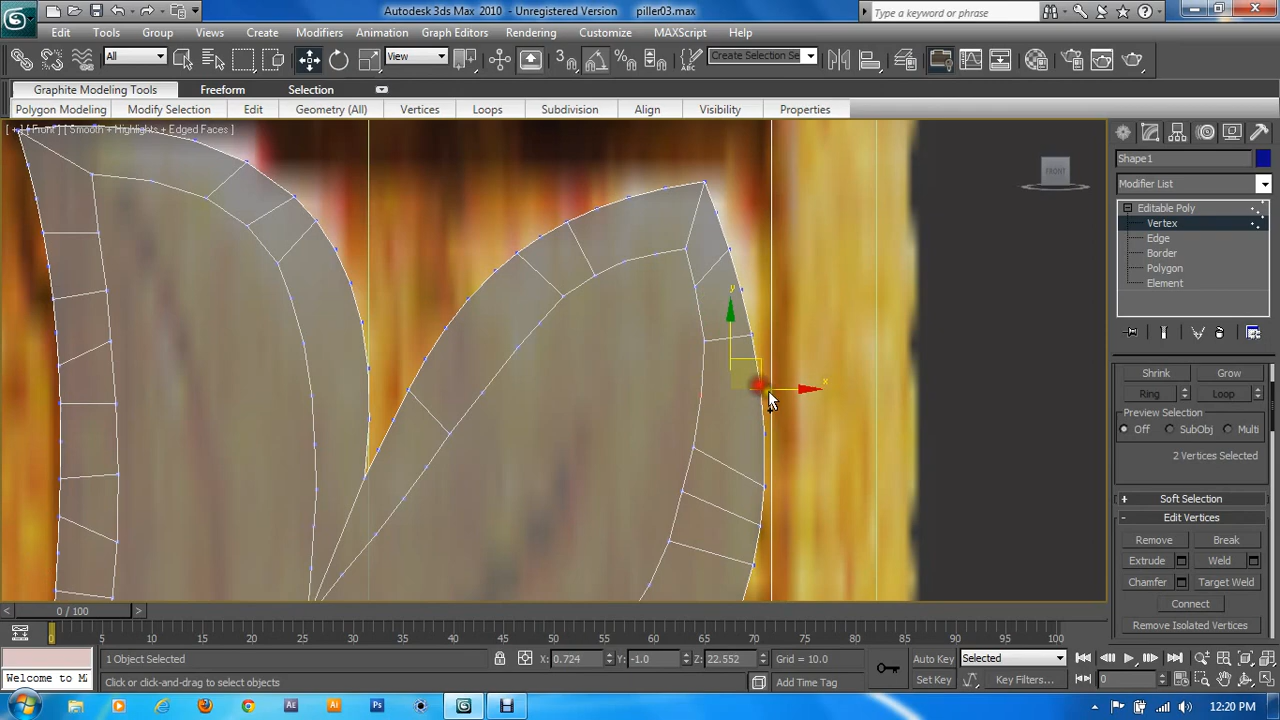 Autodesk 3ds Max 2010 - Unregistered Version piller03.max
Type a keyword or phrase
Edit Tools Group Views Create Modifiers Animation Graph Editors Rendering Customize MAXScript Help
All View Create Selection Se
Graphite Modeling Tools Freeform Selection
Polygon Modeling Modify Selection Edit Geometry (All) Vertices Loops Subdivision Align Visibility Properties
[ + ] [ Front ] [ Smooth + Highlights + Edged Faces ]
FRONT
y
x
Shape1
Modifier List
Editable Poly
Vertex
Edge
Border
Polygon
Element
Shrink Grow
Ring Loop
Preview Selection
Off SubObj Multi
2 Vertices Selected
+ Soft Selection
- Edit Vertices
Remove Break
Extrude Weld
Chamfer Target Weld
Connect
Remove Isolated Vertices
< 0 / 100 >
0 5 10 15 20 25 30 35 40 45 50 55 60 65 70 75 80 85 90 95 100
1 Object Selected X: 0.724 Y: -1.0 Z: 22.552 Grid = 10.0 Auto Key Selected
Welcome to M Click or click-and-drag to select objects Add Time Tag Set Key Key Filters... 0
Ae Ai Ps 12:20 PM